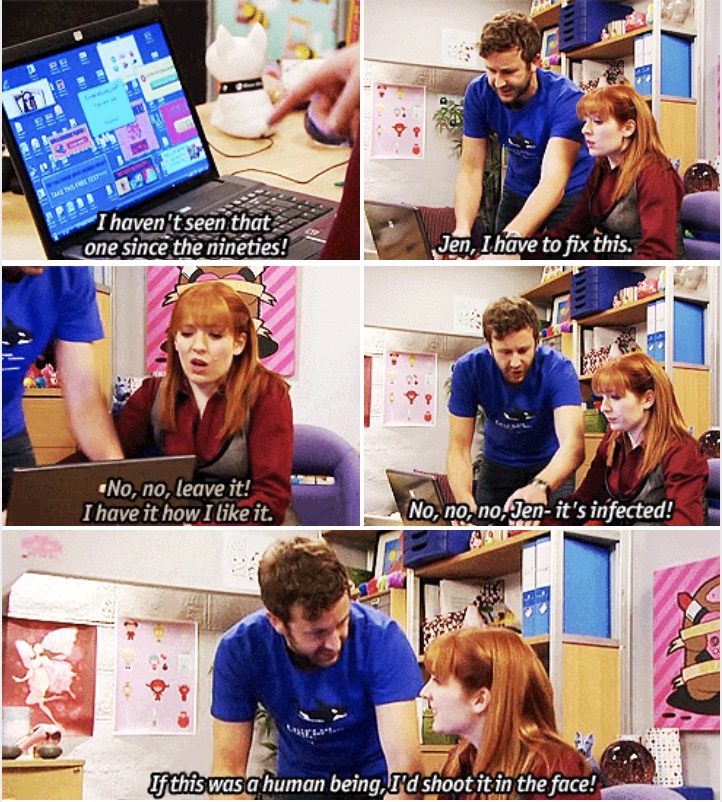 TAKE THIS FREE TEST
I haven't seen that
one since the nineties!
Jen, I have to fix this.
No, no, leave it!
I have it how I like it.
No, no, no, Jen- it's infected!
If this was a human being, I'd shoot it in the face!